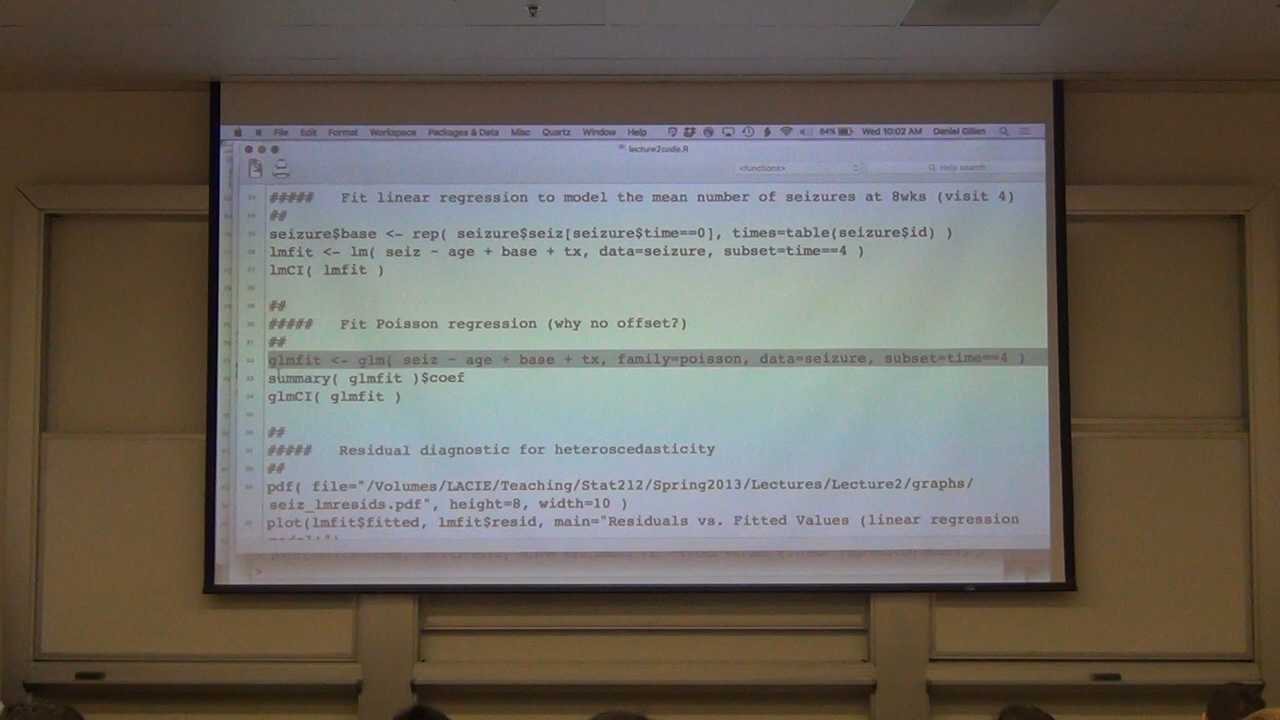 R File Edit Format Workspace Packages & Data Misc Quartz Window Help 84% Wed 10:02 AM Daniel Gillen
lecture2code.R
<functions> Help search
##### Fit linear regression to model the mean number of seizures at 8wks (visit 4)
##
seizure$base <- rep( seizure$seiz[seizure$time==0], times=table(seizure$id) )
lmfit <- lm( seiz ~ age + base + tx, data=seizure, subset=time==4 )
lmCI( lmfit )
##
##### Fit Poisson regression (why no offset?)
##
glmfit <- glm( seiz ~ age + base + tx, family=poisson, data=seizure, subset=time==4 )
summary( glmfit )$coef
glmCI( glmfit )
##
##### Residual diagnostic for heteroscedasticity
##
pdf( file="/Volumes/LACIE/Teaching/Stat212/Spring2013/Lectures/Lecture2/graphs/
seiz_lmresids.pdf", height=8, width=10 )
plot(lmfit$fitted, lmfit$resid, main="Residuals vs. Fitted Values (linear regression